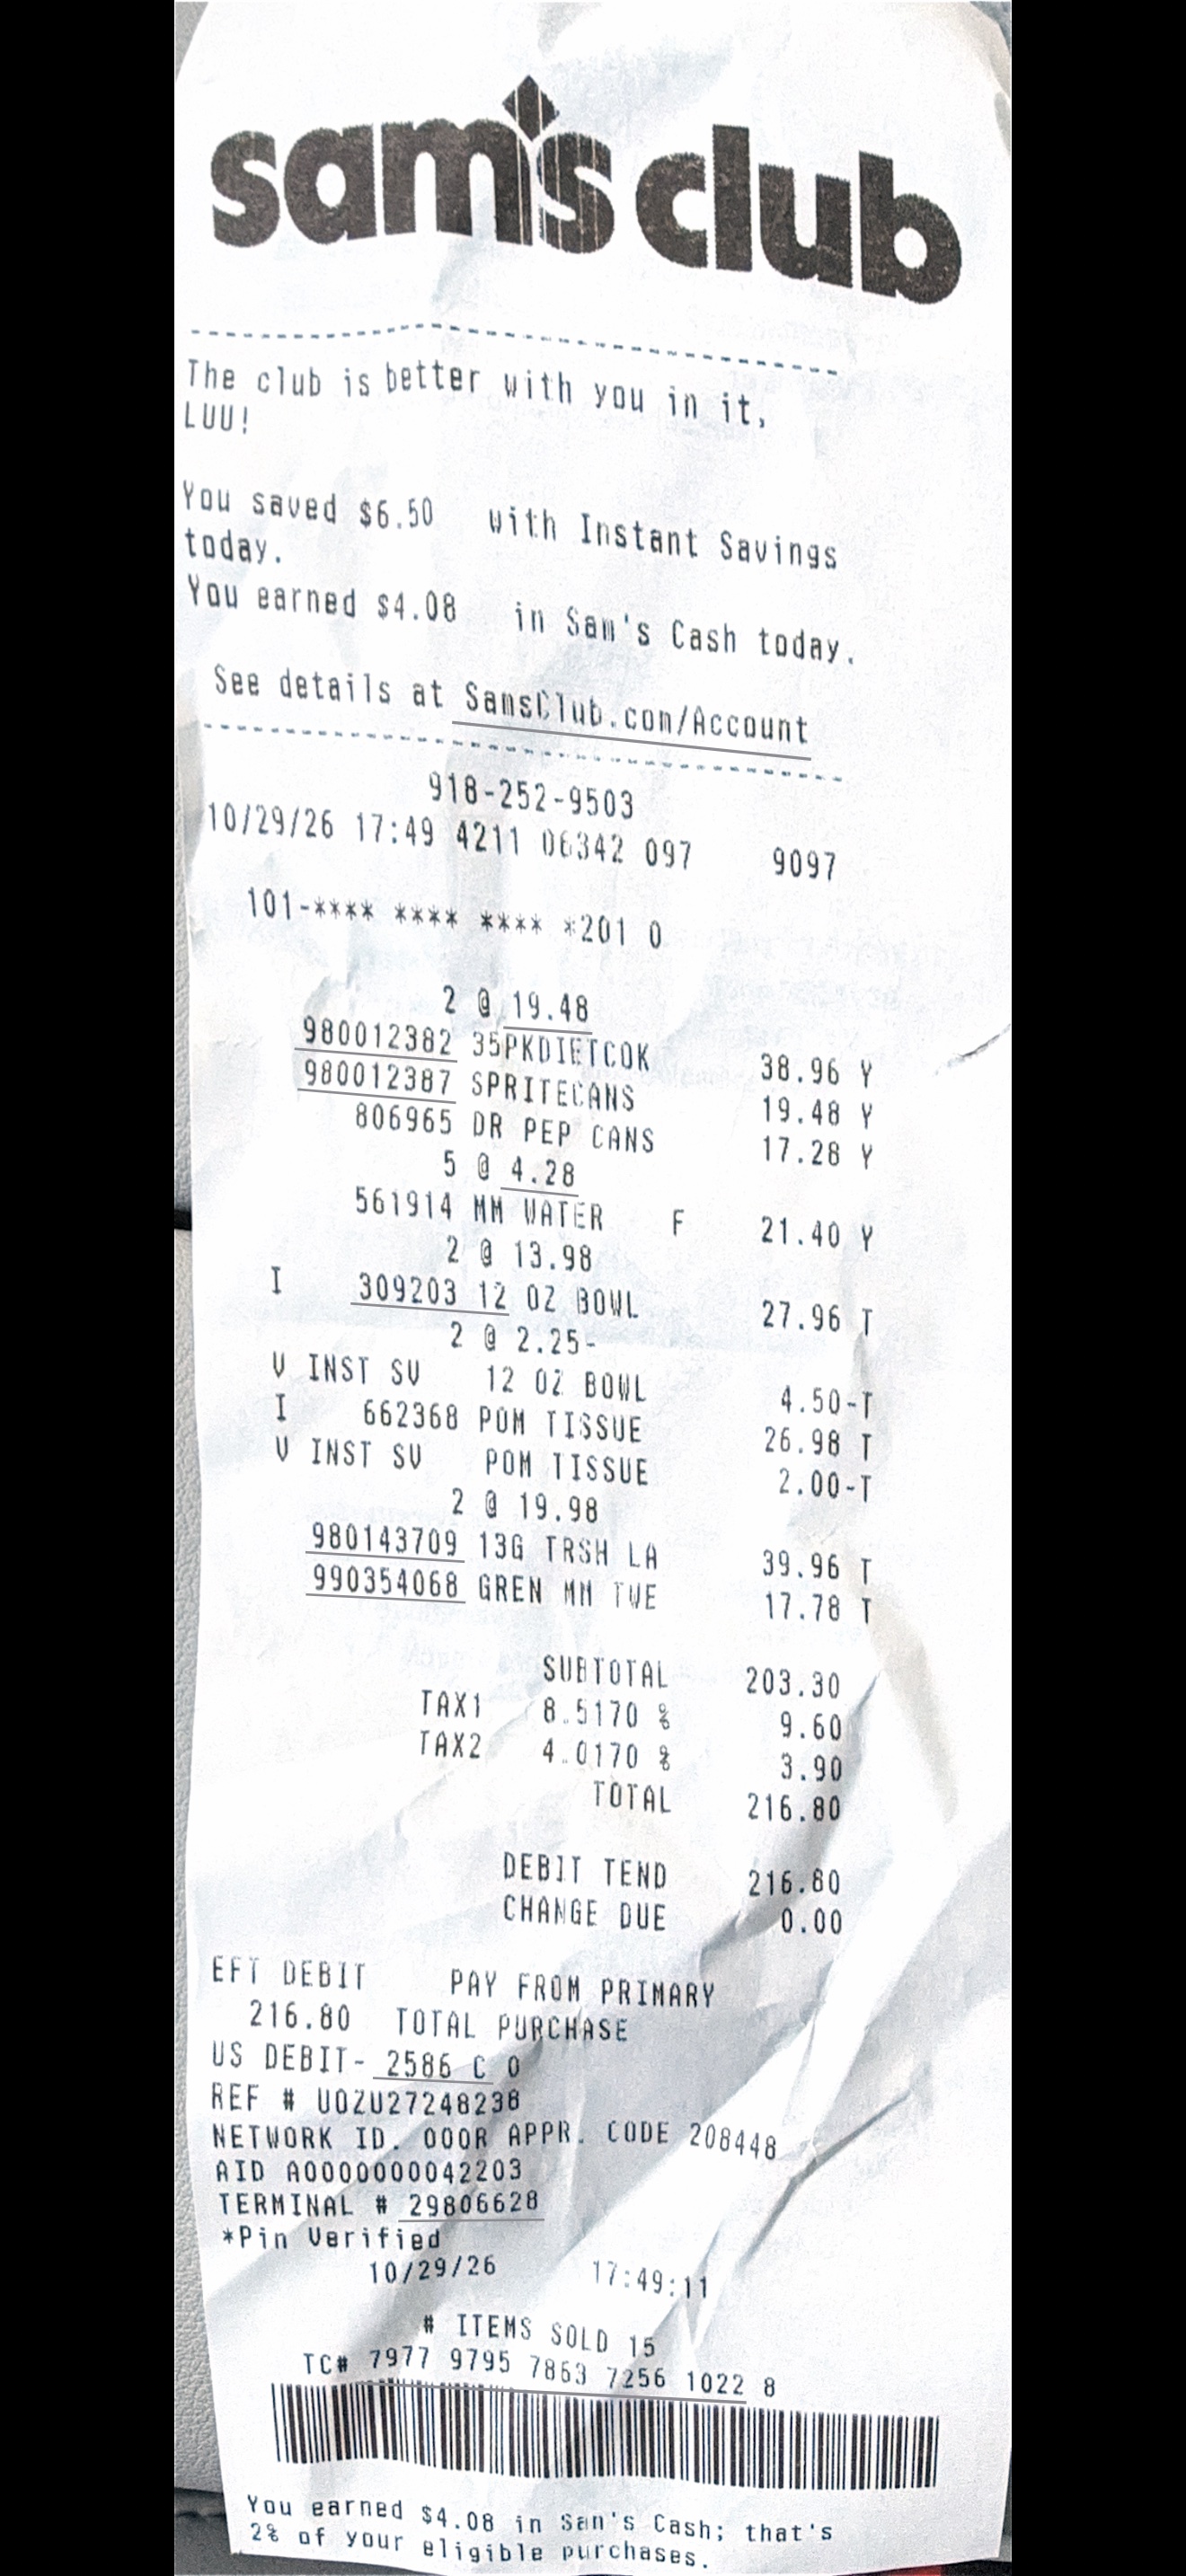 sam's club
The club is better with you in it,
LUU!
You saved $6.50 with Instant Savings
today.
You earned $4.08 in Sam's Cash today.
See details at SamsClub.com/Account
918-252-9503
10/29/26 17:49 4211 06342 097 9097
101-**** **** **** *201 0
2 @ 19.48
980012382 35PKDIETCOK 38.96 Y
980012387 SPRITECANS 19.48 Y
806965 DR PEP CANS 17.28 Y
5 @ 4.28
561914 MM WATER F 21.40 Y
2 @ 13.98
I 309203 12 OZ BOWL 27.96 T
2 @ 2.25-
V INST SV 12 OZ BOWL 4.50-T
I 662368 POM TISSUE 26.98 T
V INST SV POM TISSUE 2.00-T
2 @ 19.98
980143709 13G TRSH LA 39.96 T
990354068 GREN MM TWE 17.78 T
SUBTOTAL 203.30
TAX1 8.5170 % 9.60
TAX2 4.0170 % 3.90
TOTAL 216.80
DEBIT TEND 216.80
CHANGE DUE 0.00
EFT DEBIT PAY FROM PRIMARY
216.80 TOTAL PURCHASE
US DEBIT- 2586 C 0
REF # UOZU27248238
NETWORK ID. 000R APPR. CODE 208448
AID A0000000042203
TERMINAL # 29806628
*Pin Verified
10/29/26 17:49:11
# ITEMS SOLD 15
TC# 7977 9795 7863 7256 1022 8
You earned $4.08 in Sam's Cash; that's
2% of your eligible purchases.